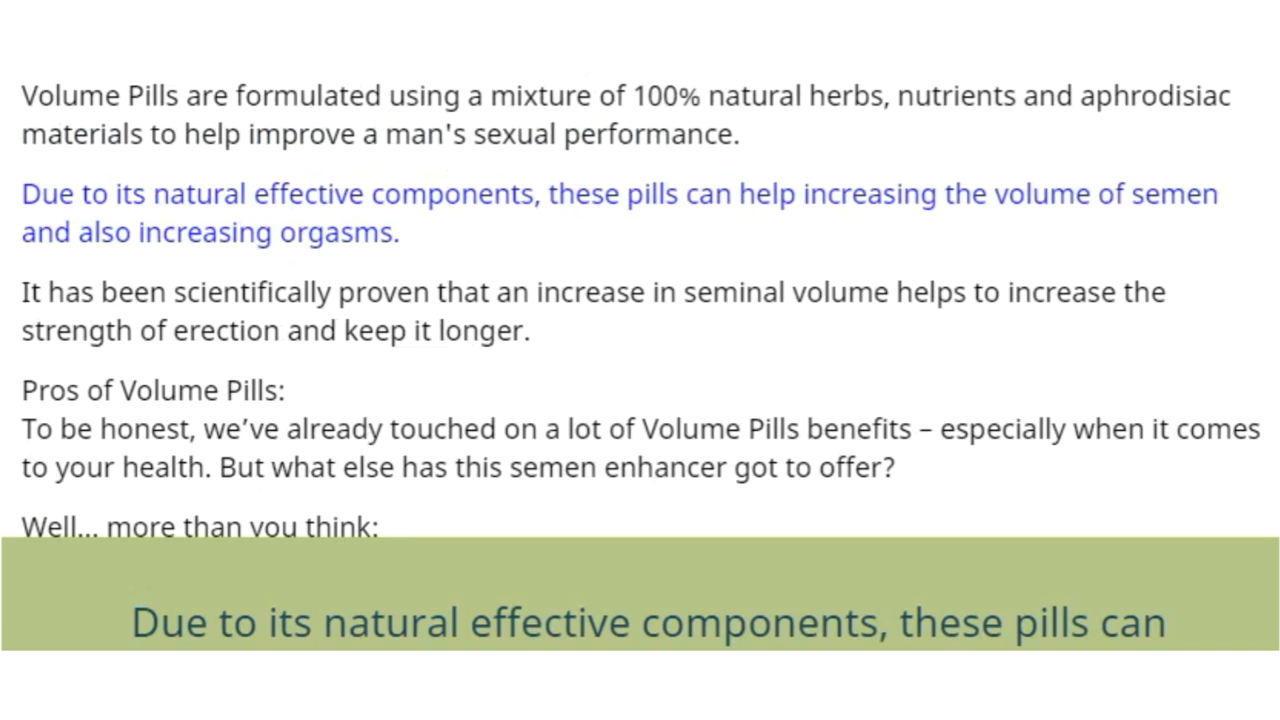 Volume Pills are formulated using a mixture of 100% natural herbs, nutrients and aphrodisiac
materials to help improve a man's sexual performance.
Due to its natural effective components, these pills can help increasing the volume of semen
and also increasing orgasms.
It has been scientifically proven that an increase in seminal volume helps to increase the
strength of erection and keep it longer.
Pros of Volume Pills:
To be honest, we’ve already touched on a lot of Volume Pills benefits – especially when it comes
to your health. But what else has this semen enhancer got to offer?
Well... more than you think:
Due to its natural effective components, these pills can